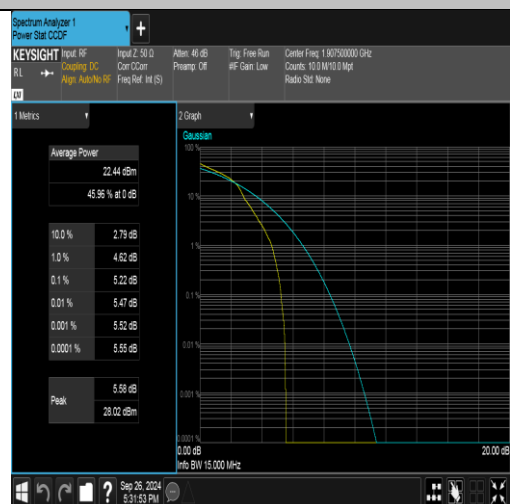 Spectrum Analyzer 1
Power Stat CCDF
+
KEYSIGHT
RL
LXI
Input: RF
Coupling: DC
Align: Auto/No RF
Input Z: 50 Ω
Corr CCorr
Freq Ref: Int (S)
Atten: 46 dB
Preamp: Off
Trig: Free Run
#IF Gain: Low
Center Freq: 1.907500000 GHz
Counts: 10.0 M/10.0 Mpt
Radio Std: None
1 Metrics
Average Power
22.44 dBm
45.96 % at 0 dB
10.0 % 2.79 dB
1.0 % 4.62 dB
0.1 % 5.22 dB
0.01 % 5.47 dB
0.001 % 5.52 dB
0.0001 % 5.55 dB
Peak
5.58 dB
28.02 dBm
2 Graph
Gaussian
100 %
10 %
1 %
0.1 %
0.01 %
0.001 %
0.0001 %
0.00 dB 20.00 dB
Info BW 15.000 MHz
?
Sep 26, 2024
5:31:53 PM